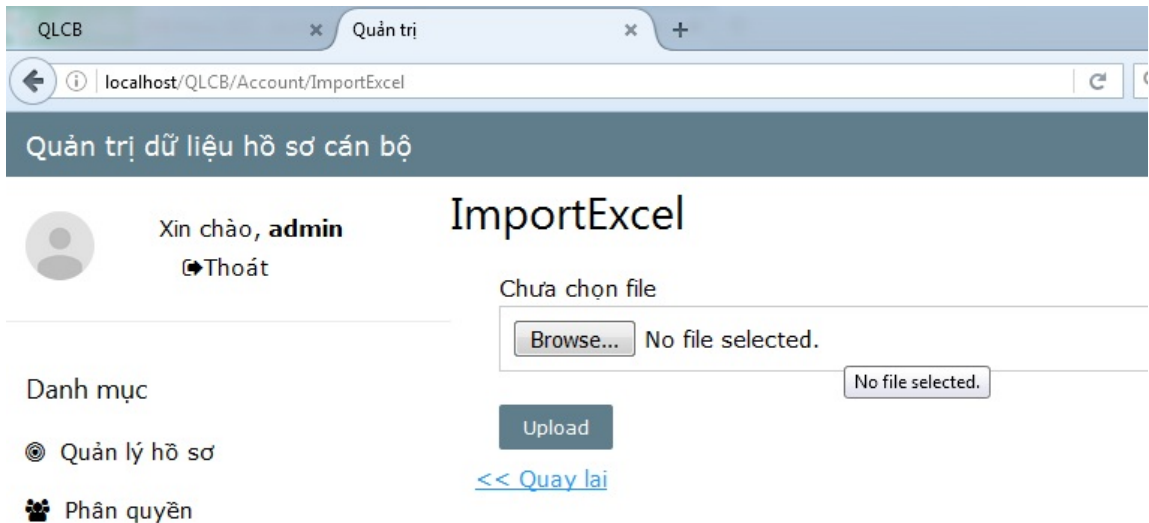 QLCB
Quản trị
localhost/QLCB/Account/ImportExcel
Quản trị dữ liệu hồ sơ cán bộ
Xin chào, admin
Thoát
Danh mục
Quản lý hồ sơ
Phân quyền
ImportExcel
Chưa chọn file
Browse... No file selected.
No file selected.
Upload
<< Quay lai